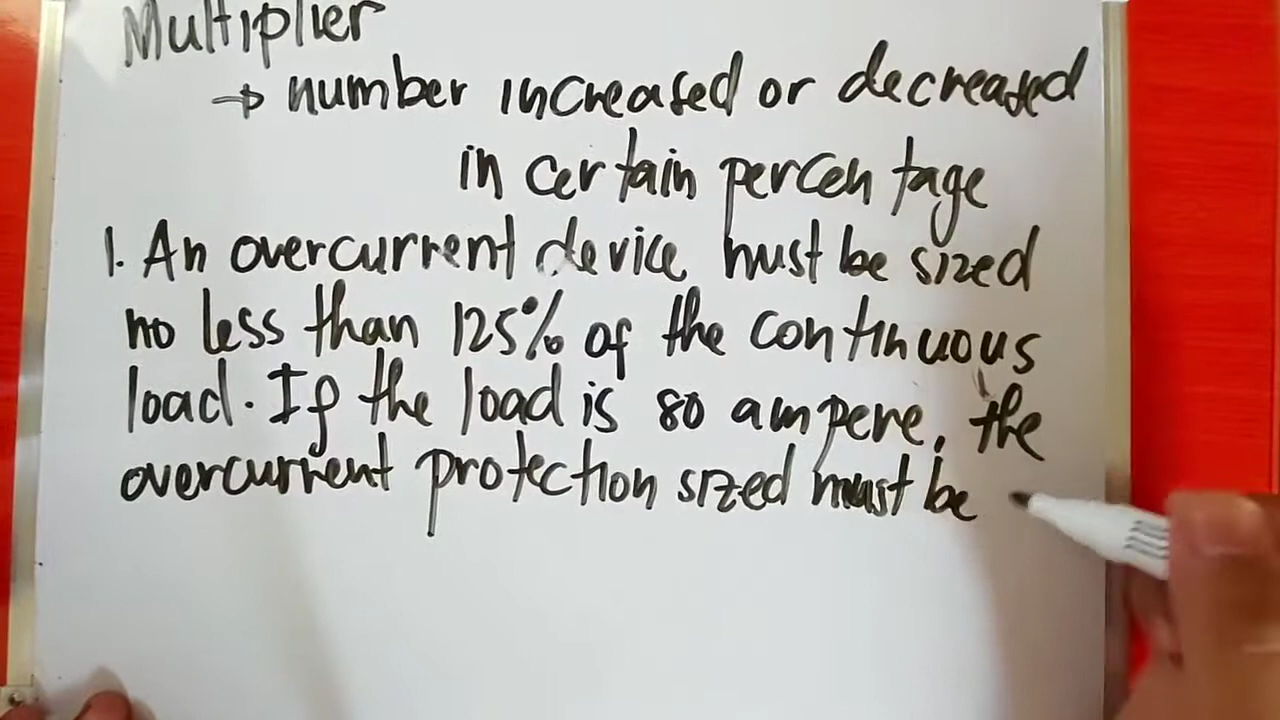 Multiplier
→ number increased or decreased
in certain percentage
1. An overcurrent device must be sized
no less than 125% of the continuous
load. If the load is 80 ampere, the
overcurrent protection sized must be